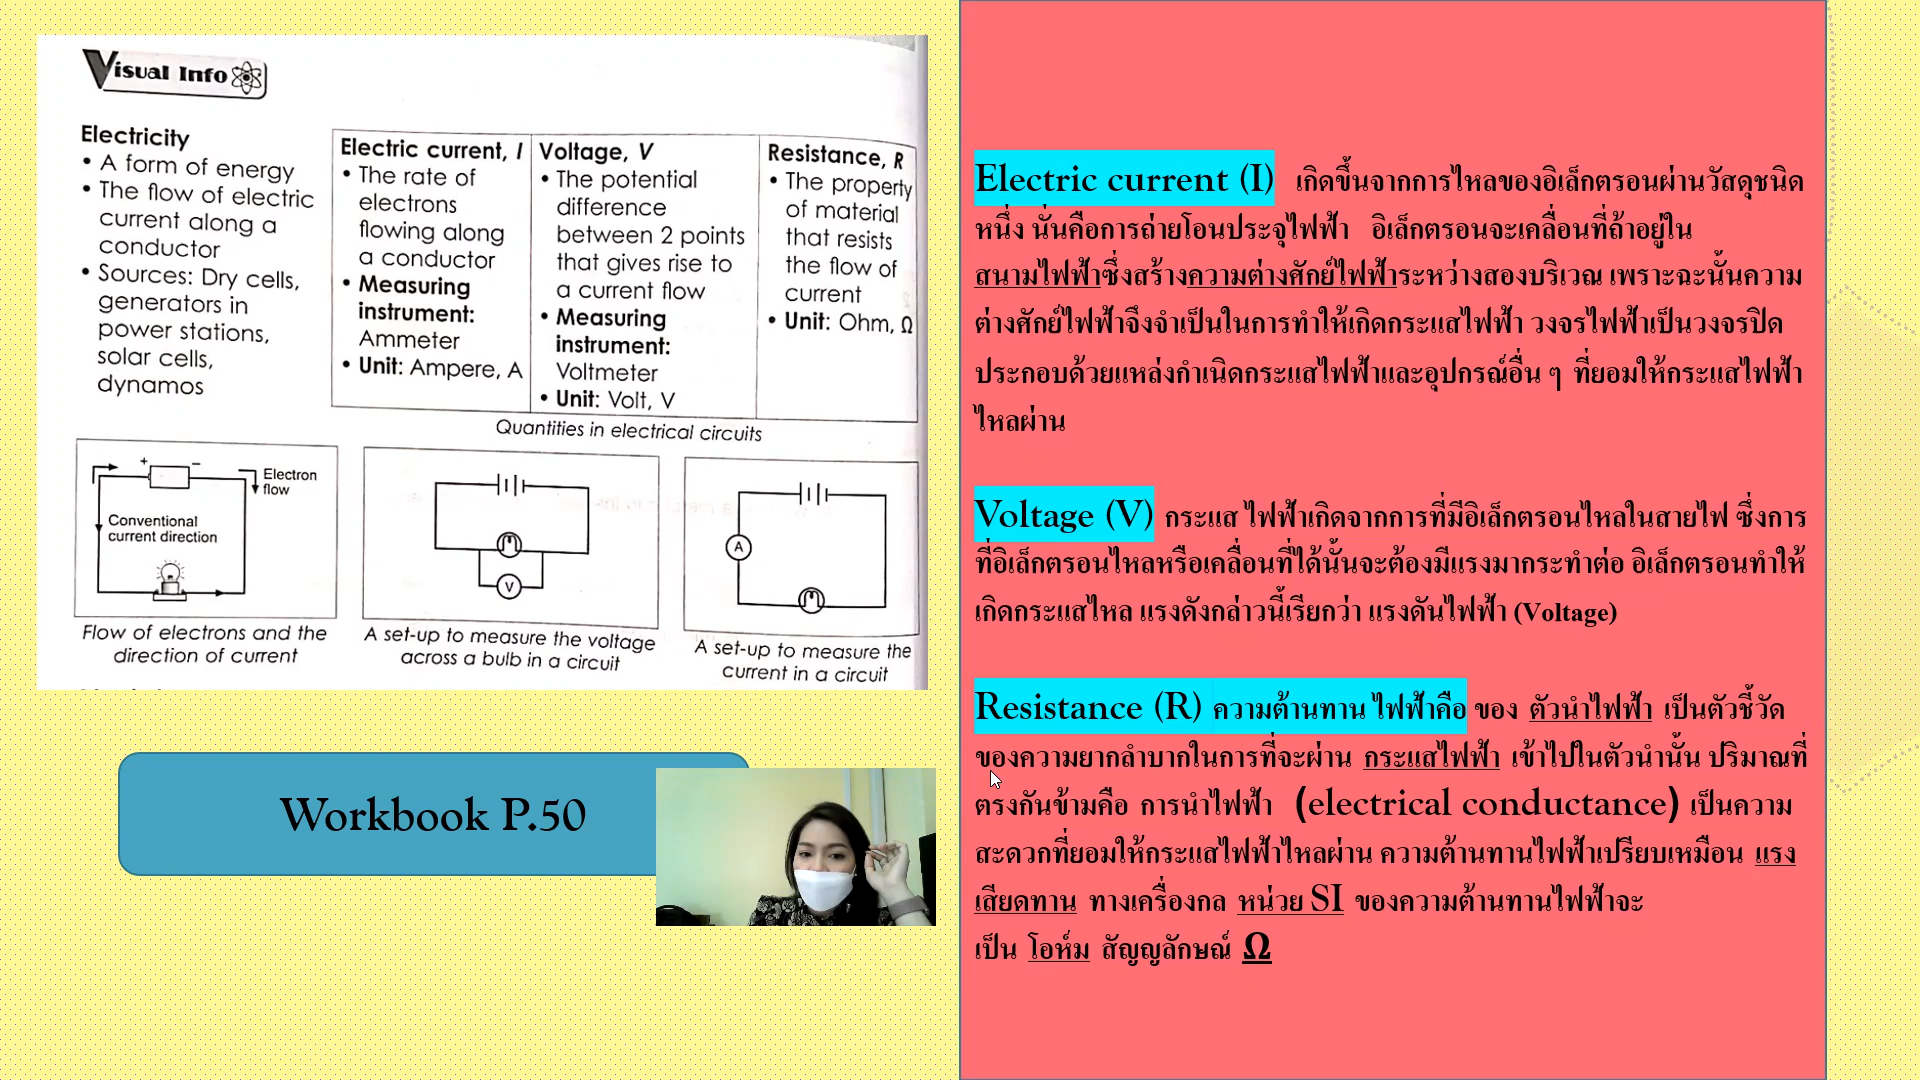 Visual Info
Electricity
• A form of energy
• The flow of electric
current along a
conductor
• Sources: Dry cells,
generators in
power stations,
solar cells,
dynamos
Electric current, I
• The rate of
electrons
flowing along
a conductor
• Measuring
instrument:
Ammeter
• Unit: Ampere, A
Voltage, V
• The potential
difference
between 2 points
that gives rise to
a current flow
• Measuring
instrument:
Voltmeter
• Unit: Volt, V
Resistance, R
• The property
of material
that resists
the flow of
current
• Unit: Ohm, Ω
Quantities in electrical circuits
+ −
Electron
flow
Conventional
current direction
Flow of electrons and the
direction of current
V
A set-up to measure the voltage
across a bulb in a circuit
A
A set-up to measure the
current in a circuit
Workbook P.50
Electric current (I) เกิดขึ้นจากการไหลของอิเล็กตรอนผ่านวัสดุชนิด
หนึ่ง นั่นคือการถ่ายโอนประจุไฟฟ้า อิเล็กตรอนจะเคลื่อนที่ถ้าอยู่ใน
สนามไฟฟ้าซึ่งสร้างความต่างศักย์ไฟฟ้าระหว่างสองบริเวณ เพราะฉะนั้นความ
ต่างศักย์ไฟฟ้าจึงจำเป็นในการทำให้เกิดกระแสไฟฟ้า วงจรไฟฟ้าเป็นวงจรปิด
ประกอบด้วยแหล่งกำเนิดกระแสไฟฟ้าและอุปกรณ์อื่น ๆ ที่ยอมให้กระแสไฟฟ้า
ไหลผ่าน
Voltage (V) กระแส ไฟฟ้าเกิดจากการที่มีอิเล็กตรอนไหลในสายไฟ ซึ่งการ
ที่อิเล็กตรอนไหลหรือเคลื่อนที่ได้นั้นจะต้องมีแรงมากระทำต่อ อิเล็กตรอนทำให้
เกิดกระแสไหล แรงดังกล่าวนี้เรียกว่า แรงดันไฟฟ้า (Voltage)
Resistance (R) ความต้านทาน ไฟฟ้าคือ ของ ตัวนำไฟฟ้า เป็นตัวชี้วัด
ของความยากลำบากในการที่จะผ่าน กระแสไฟฟ้า เข้าไปในตัวนำนั้น ปริมาณที่
ตรงกันข้ามคือ การนำไฟฟ้า (electrical conductance) เป็นความ
สะดวกที่ยอมให้กระแสไฟฟ้าไหลผ่าน ความต้านทานไฟฟ้าเปรียบเหมือน แรง
เสียดทาน ทางเครื่องกล หน่วย SI ของความต้านทานไฟฟ้าจะ
เป็น โอห์ม สัญญลักษณ์ Ω